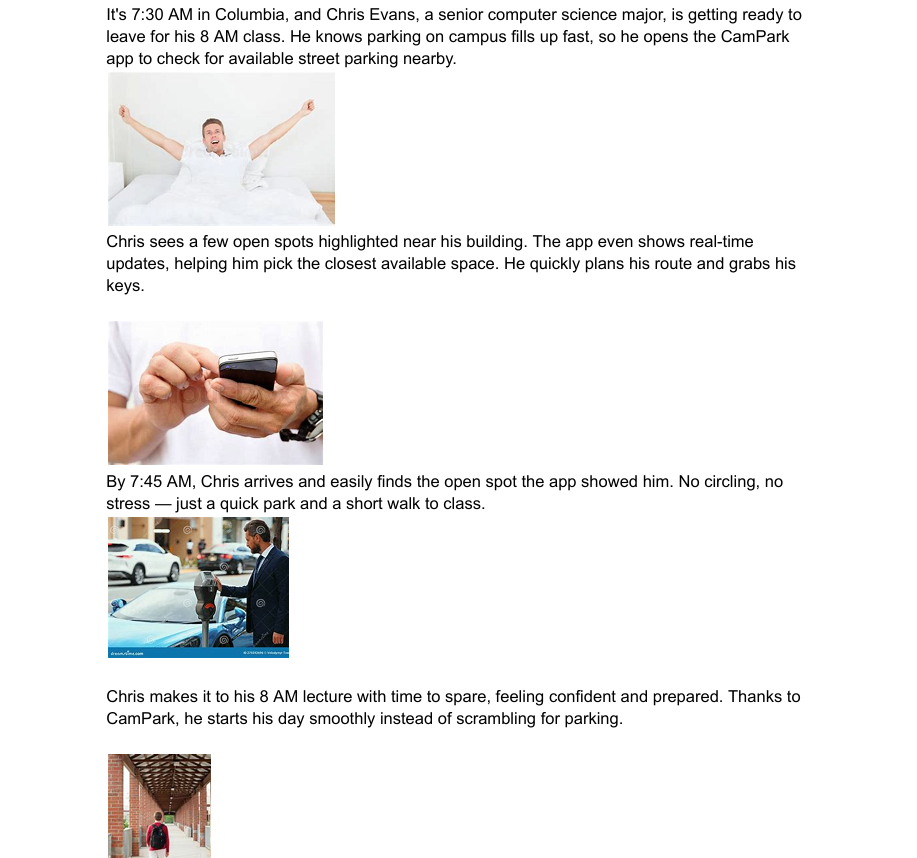 It's 7:30 AM in Columbia, and Chris Evans, a senior computer science major, is getting ready to
leave for his 8 AM class. He knows parking on campus fills up fast, so he opens the CamPark
app to check for available street parking nearby.
Chris sees a few open spots highlighted near his building. The app even shows real-time
updates, helping him pick the closest available space. He quickly plans his route and grabs his
keys.
By 7:45 AM, Chris arrives and easily finds the open spot the app showed him. No circling, no
stress — just a quick park and a short walk to class.
dreamstime.com
Chris makes it to his 8 AM lecture with time to spare, feeling confident and prepared. Thanks to
CamPark, he starts his day smoothly instead of scrambling for parking.